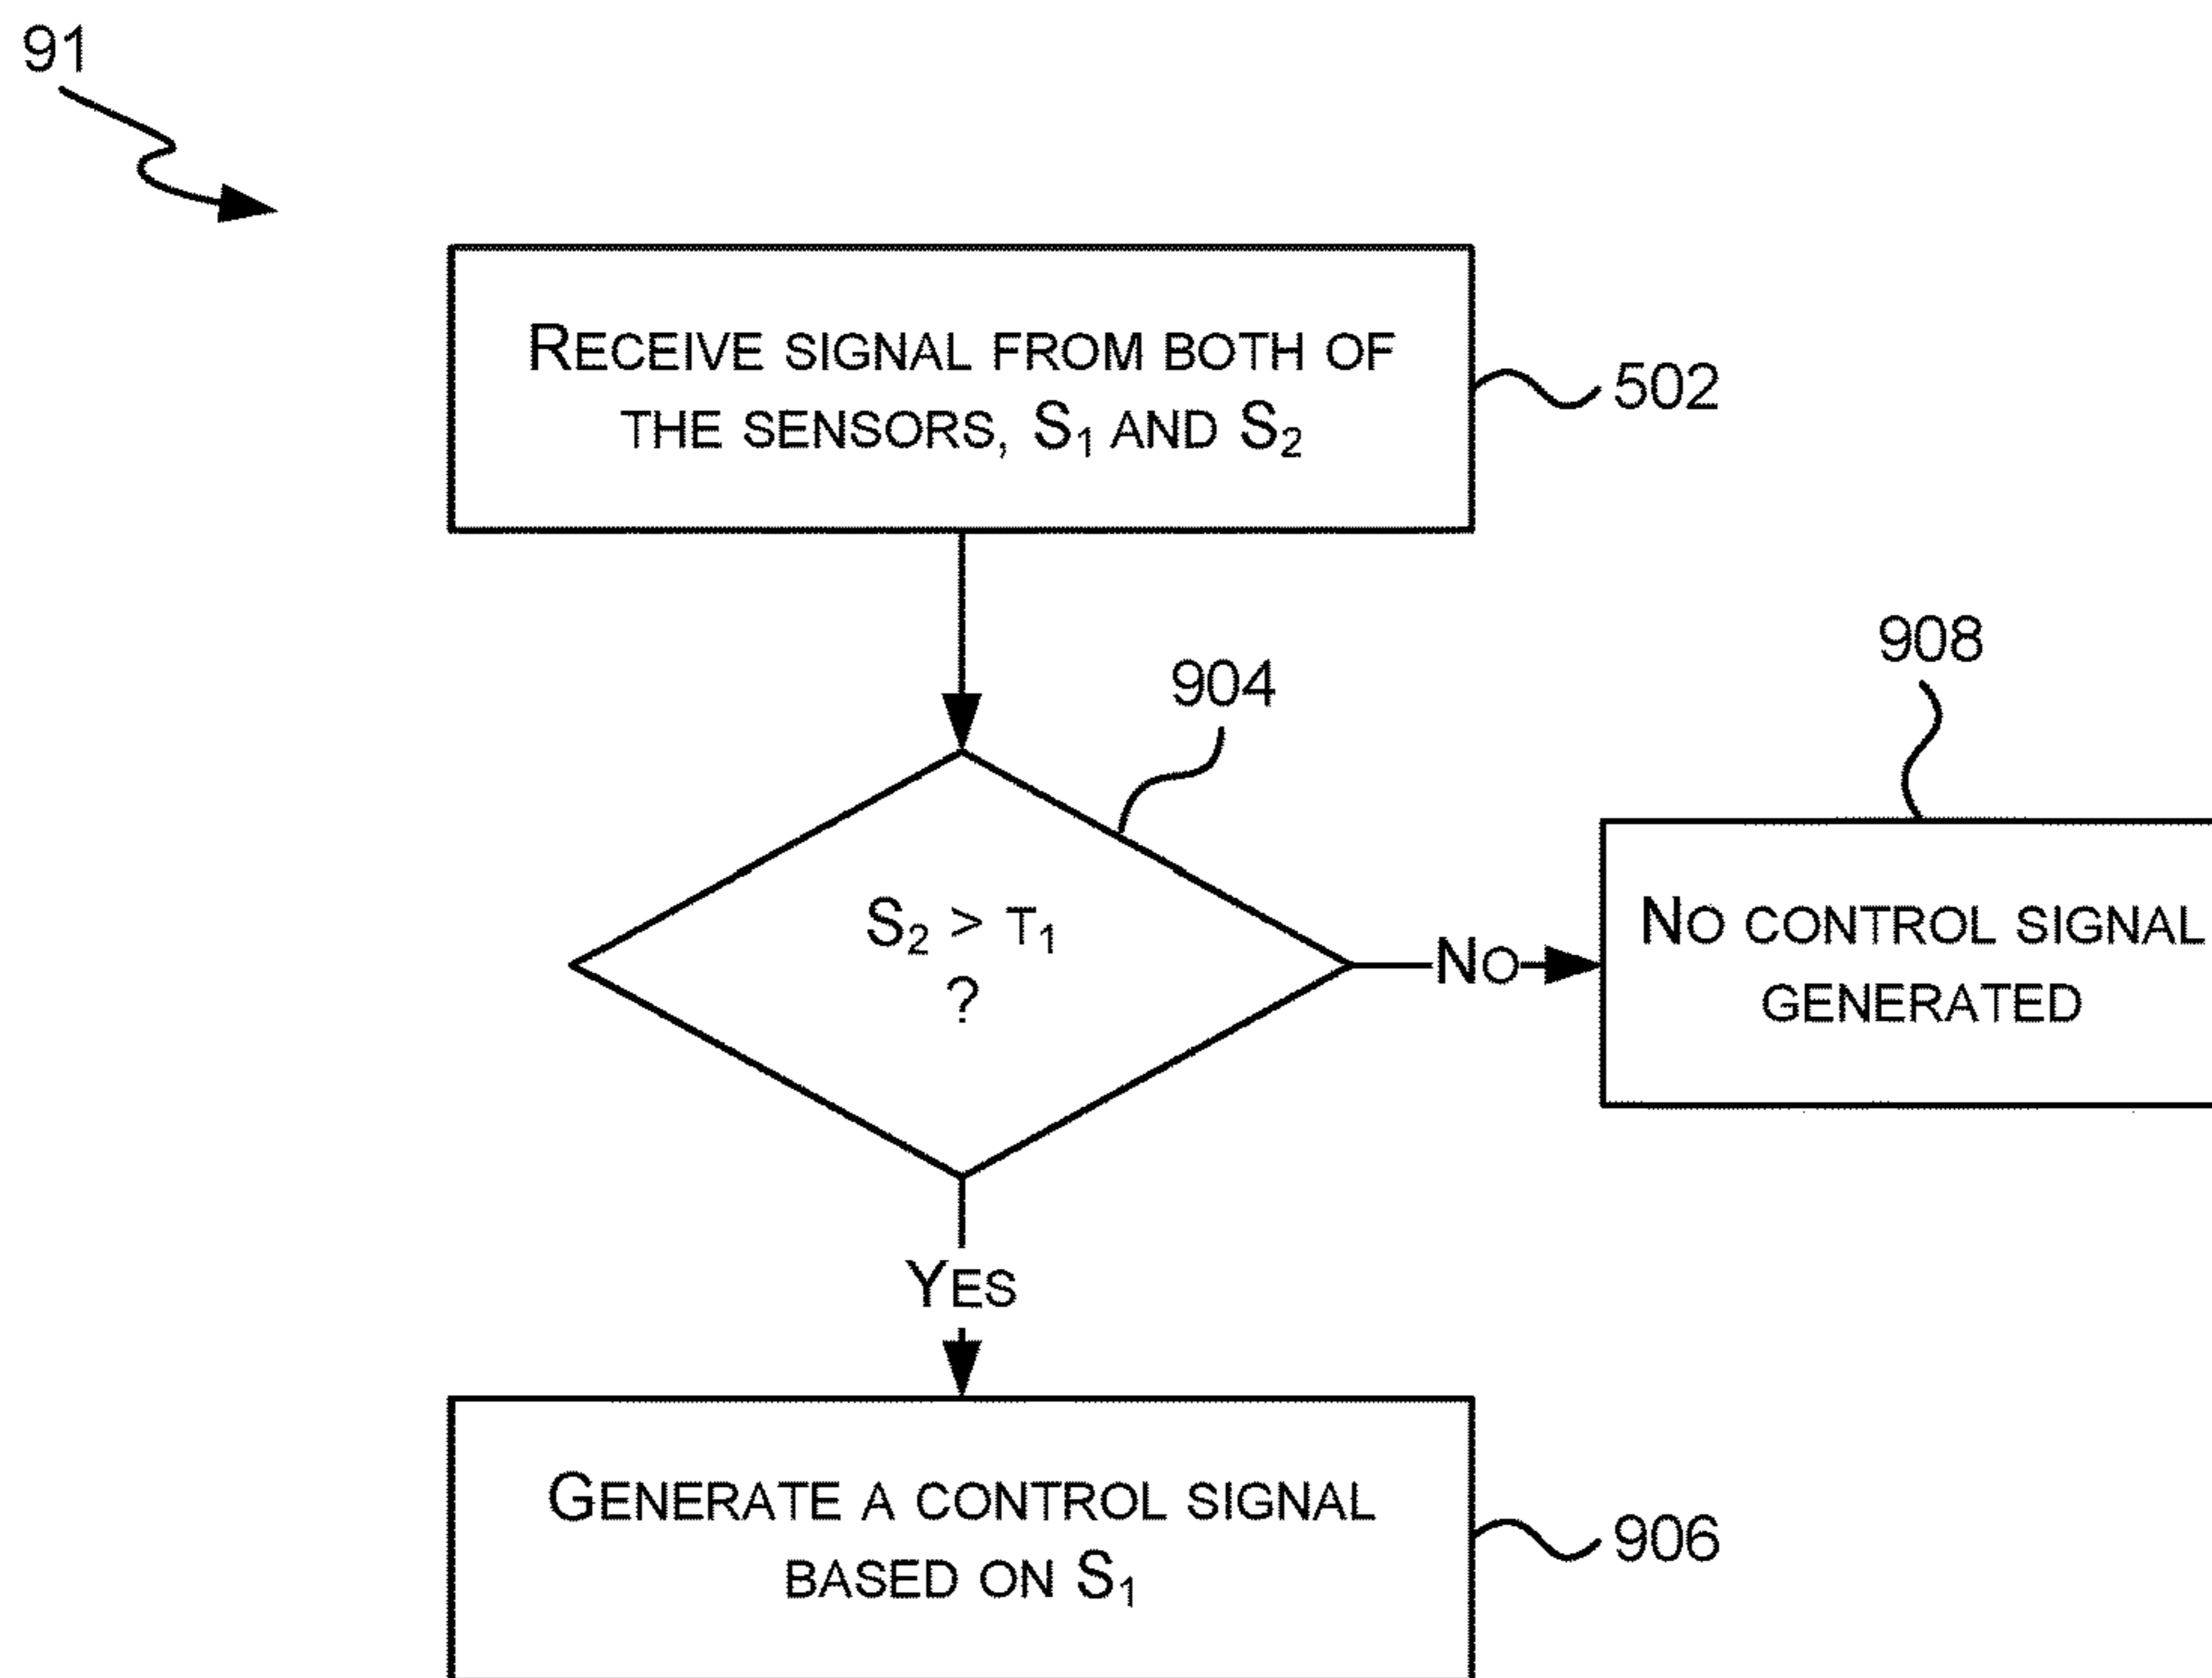 91
RECEIVE SIGNAL FROM BOTH OF
THE SENSORS, S₁ AND S₂
502
904
908
S₂ > T₁
?
NO
NO CONTROL SIGNAL
GENERATED
YES
GENERATE A CONTROL SIGNAL
BASED ON S₁
906